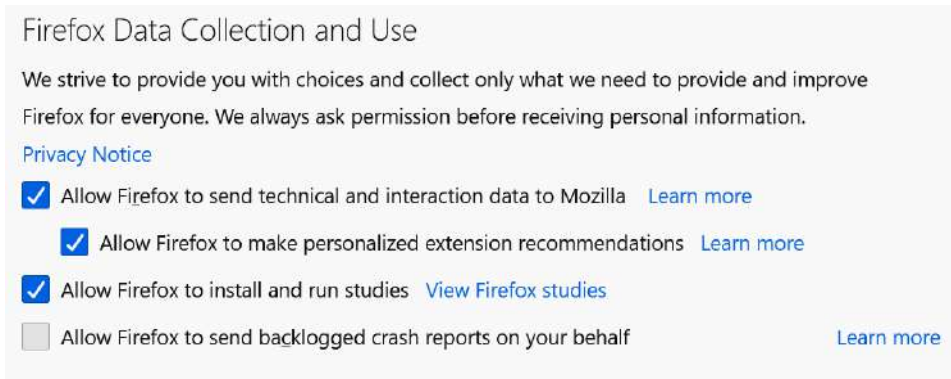 Firefox Data Collection and Use
We strive to provide you with choices and collect only what we need to provide and improve
Firefox for everyone. We always ask permission before receiving personal information.
Privacy Notice
Allow Firefox to send technical and interaction data to Mozilla Learn more
Allow Firefox to make personalized extension recommendations Learn more
Allow Firefox to install and run studies View Firefox studies
Allow Firefox to send backlogged crash reports on your behalf Learn more